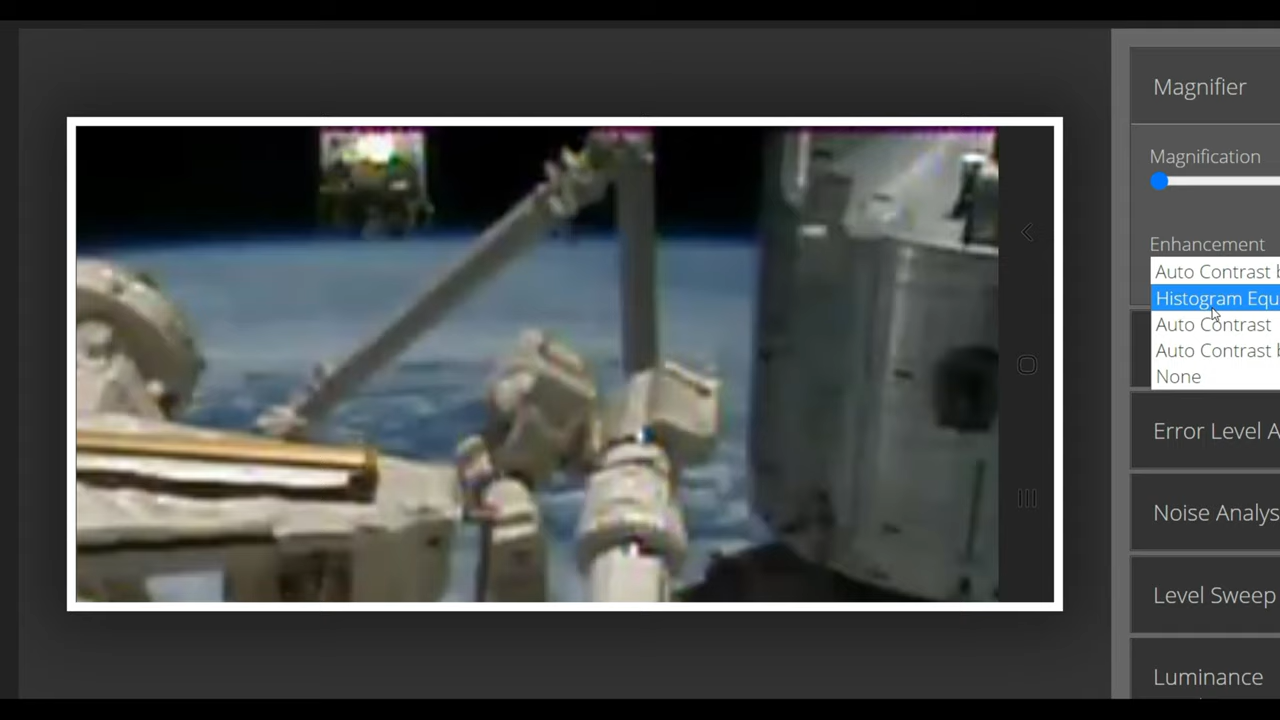 Magnifier
Magnification
Enhancement
Auto Contrast b
Histogram Equ
Auto Contrast
Auto Contrast b
None
Error Level A
Noise Analys
Level Sweep
Luminance